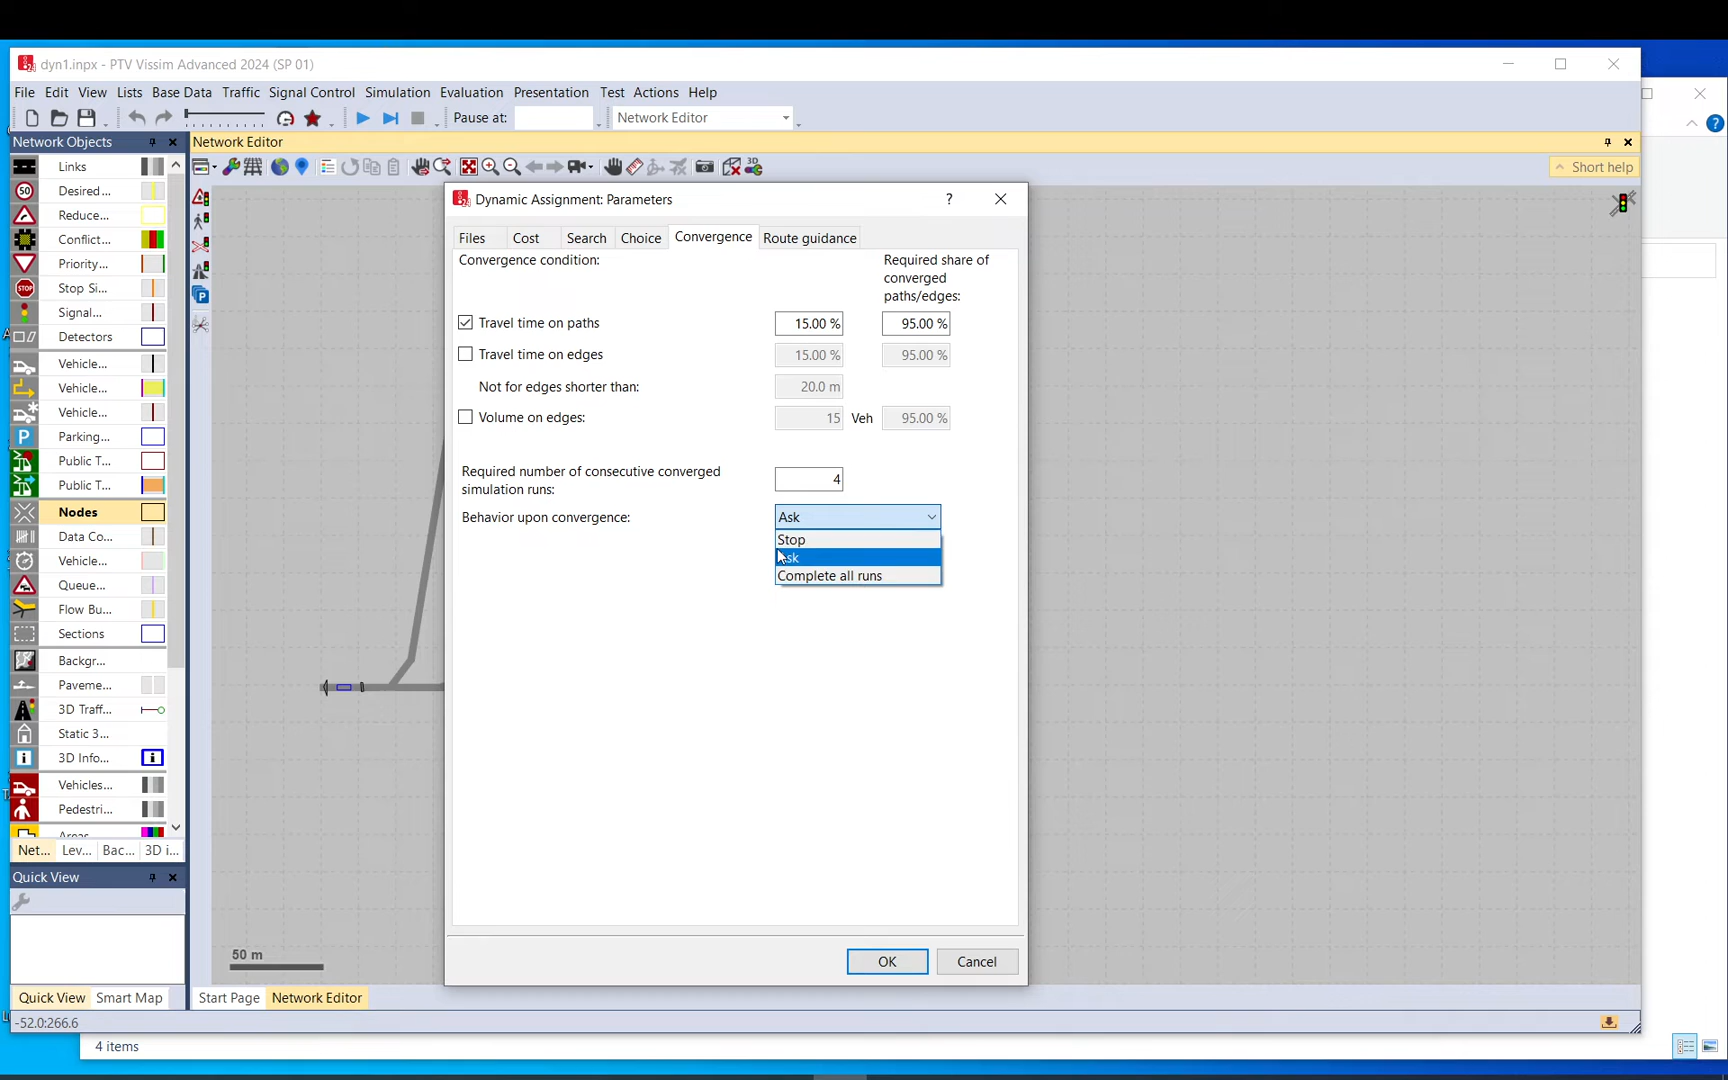 dyn1.inpx - PTV Vissim Advanced 2024 (SP 01)
File Edit View Lists Base Data Traffic Signal Control Simulation Evaluation Presentation Test Actions Help
Pause at: Network Editor
Network Objects
Network Editor
Short help
Links
Desired...
Reduce...
Conflict...
Priority...
Stop Si...
Signal...
Detectors
Vehicle...
Vehicle...
Vehicle...
Parking...
Public T...
Public T...
Nodes
Data Co...
Vehicle...
Queue...
Flow Bu...
Sections
Backgr...
Paveme...
3D Traff...
Static 3...
3D Info...
Vehicles...
Pedestri...
Areas
Net... Lev... Bac... 3D i...
Quick View
Quick View Smart Map
Dynamic Assignment: Parameters
Files Cost Search Choice Convergence Route guidance
Convergence condition:
Required share of
converged
paths/edges:
Travel time on paths 15.00 % 95.00 %
Travel time on edges 15.00 % 95.00 %
Not for edges shorter than: 20.0 m
Volume on edges: 15 Veh 95.00 %
Required number of consecutive converged
simulation runs: 4
Behavior upon convergence: Ask
Stop
Ask
Complete all runs
OK Cancel
50 m
Start Page Network Editor
-52.0:266.6
4 items